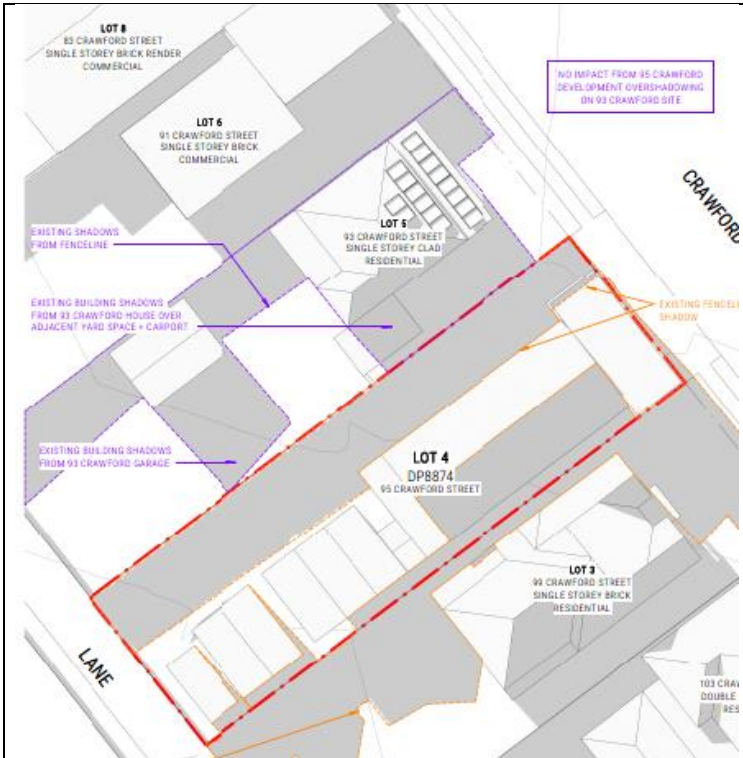 LOT 8
83 CRAWFORD STREET
SINGLE STOREY BRICK RENDER
COMMERCIAL
NO IMPACT FROM 95 CRAWFORD
DEVELOPMENT OVERSHADOWING
ON 93 CRAWFORD SITE
LOT 6
91 CRAWFORD STREET
SINGLE STOREY BRICK
COMMERCIAL
CRAWFORD
LOT 5
93 CRAWFORD STREET
SINGLE STOREY CLAD
RESIDENTIAL
EXISTING SHADOWS
FROM FENCELINE
EXISTING BUILDING SHADOWS
FROM 93 CRAWFORD HOUSE OVER
ADJACENT YARD SPACE + CARPORT
EXISTING FENCELI
SHADOW
EXISTING BUILDING SHADOWS
FROM 93 CRAWFORD GARAGE
LOT 4
DP8874
95 CRAWFORD STREET
LOT 3
99 CRAWFORD STREET
SINGLE STOREY BRICK
RESIDENTIAL
LANE
103 CRAW
DOUBLE
RES